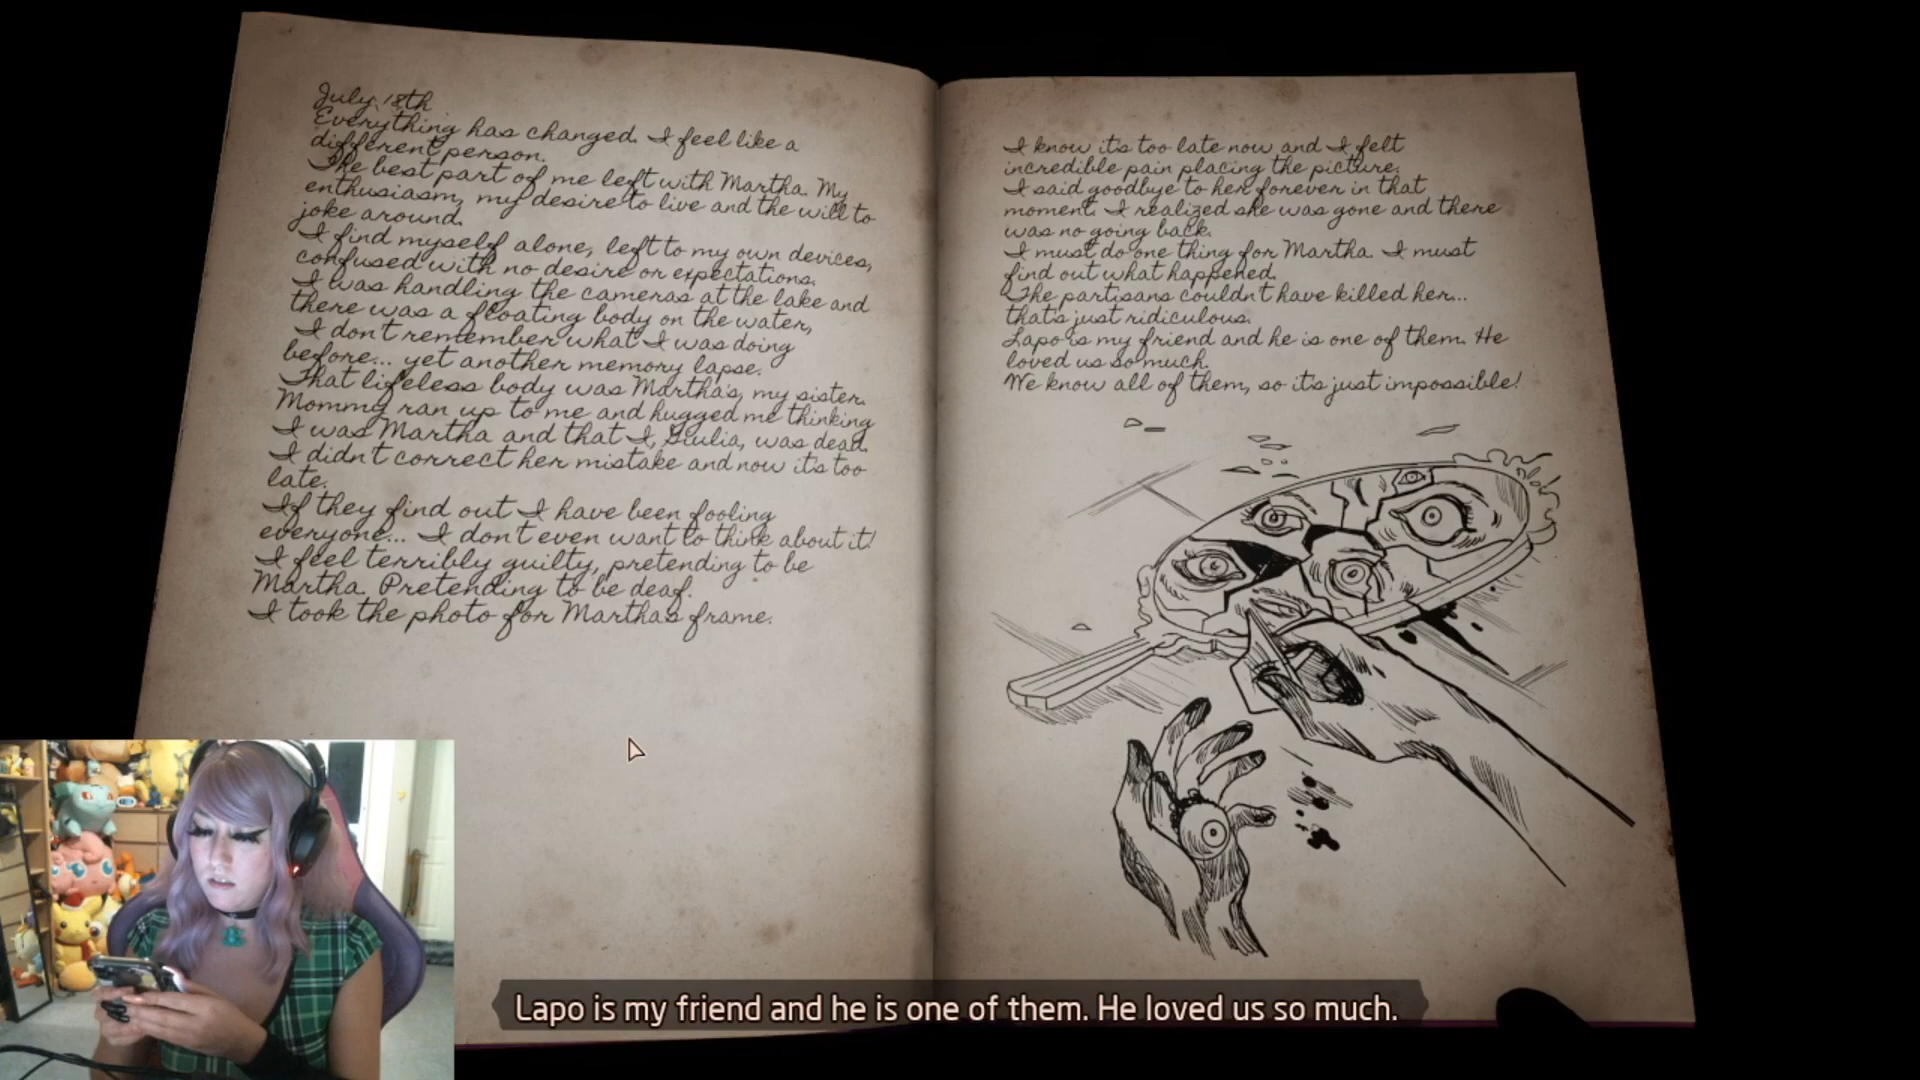 July 18th
Everything has changed. I feel like a
different person.
The best part of me left with Martha. My
enthusiasm, my desire to live and the will to
joke around.
I find myself alone, left to my own devices,
confused with no desire or expectations.
I was handling the cameras at the lake and
there was a floating body on the water,
I don't remember what I was doing
before... yet another memory lapse.
That lifeless body was Martha's, my sister.
Mommy ran up to me and hugged me thinking
I was Martha and that I, Giulia, was dead.
I didn't correct her mistake and now it's too
late.
If they find out I have been fooling
everyone... I don't even want to think about it!
I feel terribly guilty, pretending to be
Martha. Pretending to be deaf.
I took the photo for Martha's frame.
I know it's too late now and I felt
incredible pain placing the picture.
I said goodbye to her forever in that
moment. I realized she was gone and there
was no going back.
I must do one thing for Martha. I must
find out what happened.
The partisans couldn't have killed her...
that's just ridiculous.
Lapo is my friend and he is one of them. He
loved us so much.
We know all of them, so it's just impossible!
Lapo is my friend and he is one of them. He loved us so much.